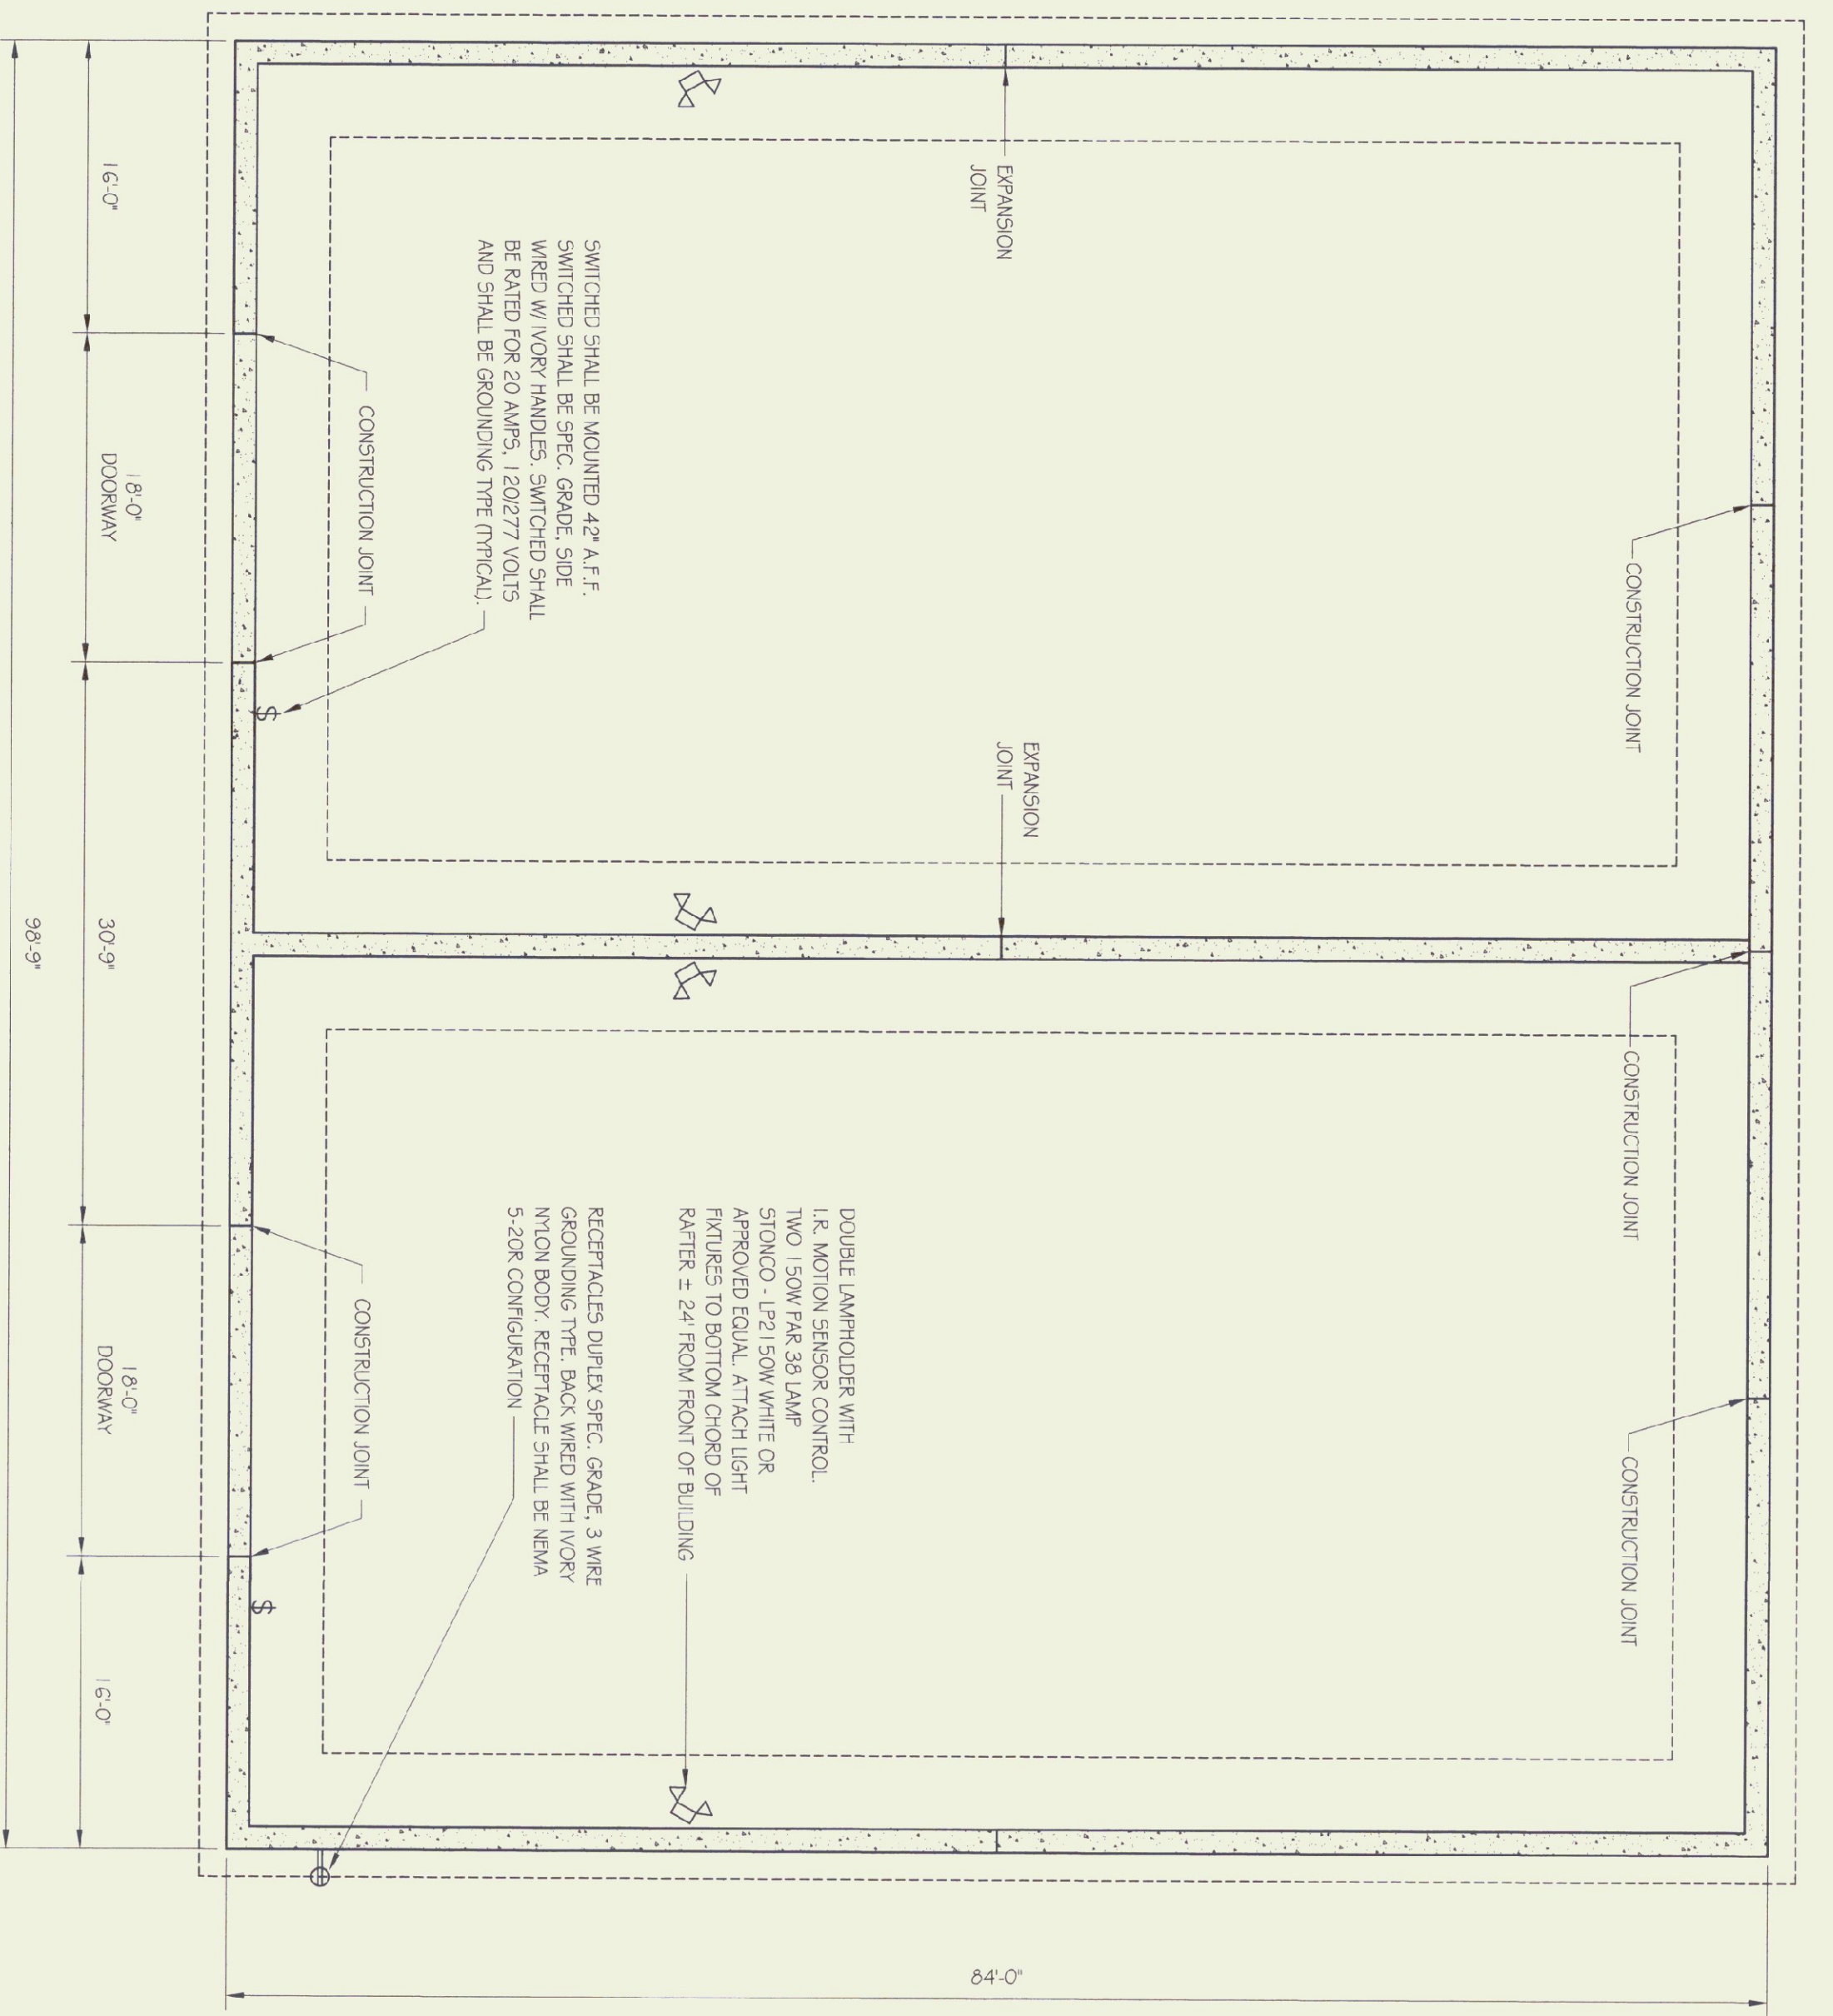 EXPANSION
JOINT
CONSTRUCTION JOINT
SWITCHED SHALL BE MOUNTED 42" A.F.F.
SWITCHED SHALL BE SPEC. GRADE, SIDE
WIRED W/ IVORY HANDLES. SWITCHED SHALL
BE RATED FOR 20 AMPS, 120/277 VOLTS
AND SHALL BE GROUNDING TYPE (TYPICAL).
CONSTRUCTION JOINT
EXPANSION
JOINT
CONSTRUCTION JOINT
CONSTRUCTION JOINT
DOUBLE LAMPHOLDER WITH
I.R. MOTION SENSOR CONTROL.
TWO 150W PAR 38 LAMP
STONCO - LP2150W WHITE OR
APPROVED EQUAL. ATTACH LIGHT
FIXTURES TO BOTTOM CHORD OF
RAFTER ± 24' FROM FRONT OF BUILDING
RECEPTACLES DUPLEX SPEC. GRADE, 3 WIRE
GROUNDING TYPE. BACK WIRED WITH IVORY
NYLON BODY. RECEPTACLE SHALL BE NEMA
5-20R CONFIGURATION
CONSTRUCTION JOINT
$
$
16'-0"
18'-0"
DOORWAY
30'-9"
18'-0"
DOORWAY
16'-0"
98'-9"
84'-0"